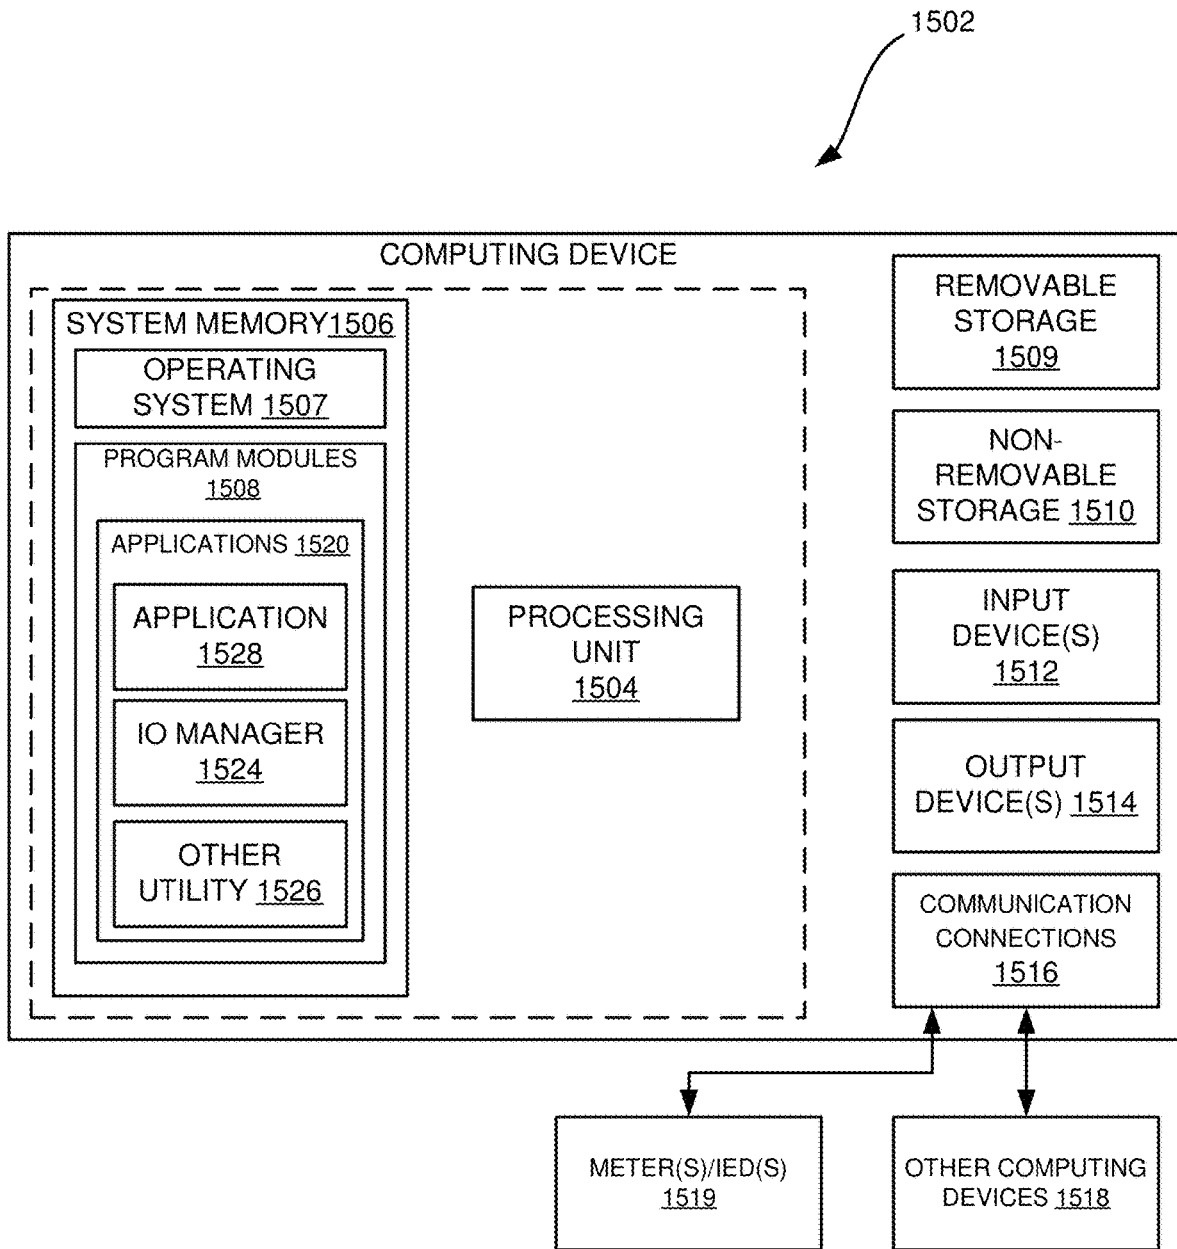 1502
COMPUTING DEVICE
SYSTEM MEMORY1506
OPERATING
SYSTEM 1507
PROGRAM MODULES
1508
APPLICATIONS 1520
APPLICATION
1528
IO MANAGER
1524
OTHER
UTILITY 1526
PROCESSING
UNIT
1504
REMOVABLE
STORAGE
1509
NON-
REMOVABLE
STORAGE 1510
INPUT
DEVICE(S)
1512
OUTPUT
DEVICE(S) 1514
COMMUNICATION
CONNECTIONS
1516
METER(S)/IED(S)
1519
OTHER COMPUTING
DEVICES 1518